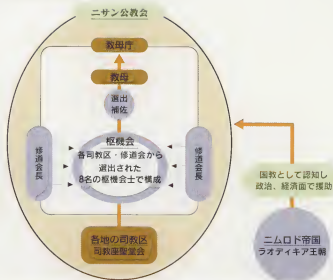 ニサン公教会
教母庁
教母
選出
補佐
枢機会
各司教区・修道会から
選出された
8名の枢機会士で構成
修道会長
修道会長
各地の司教区
司教座聖堂会
国教として認知し
政治、経済面で援助
ニムロド帝国
ラオディキア王朝